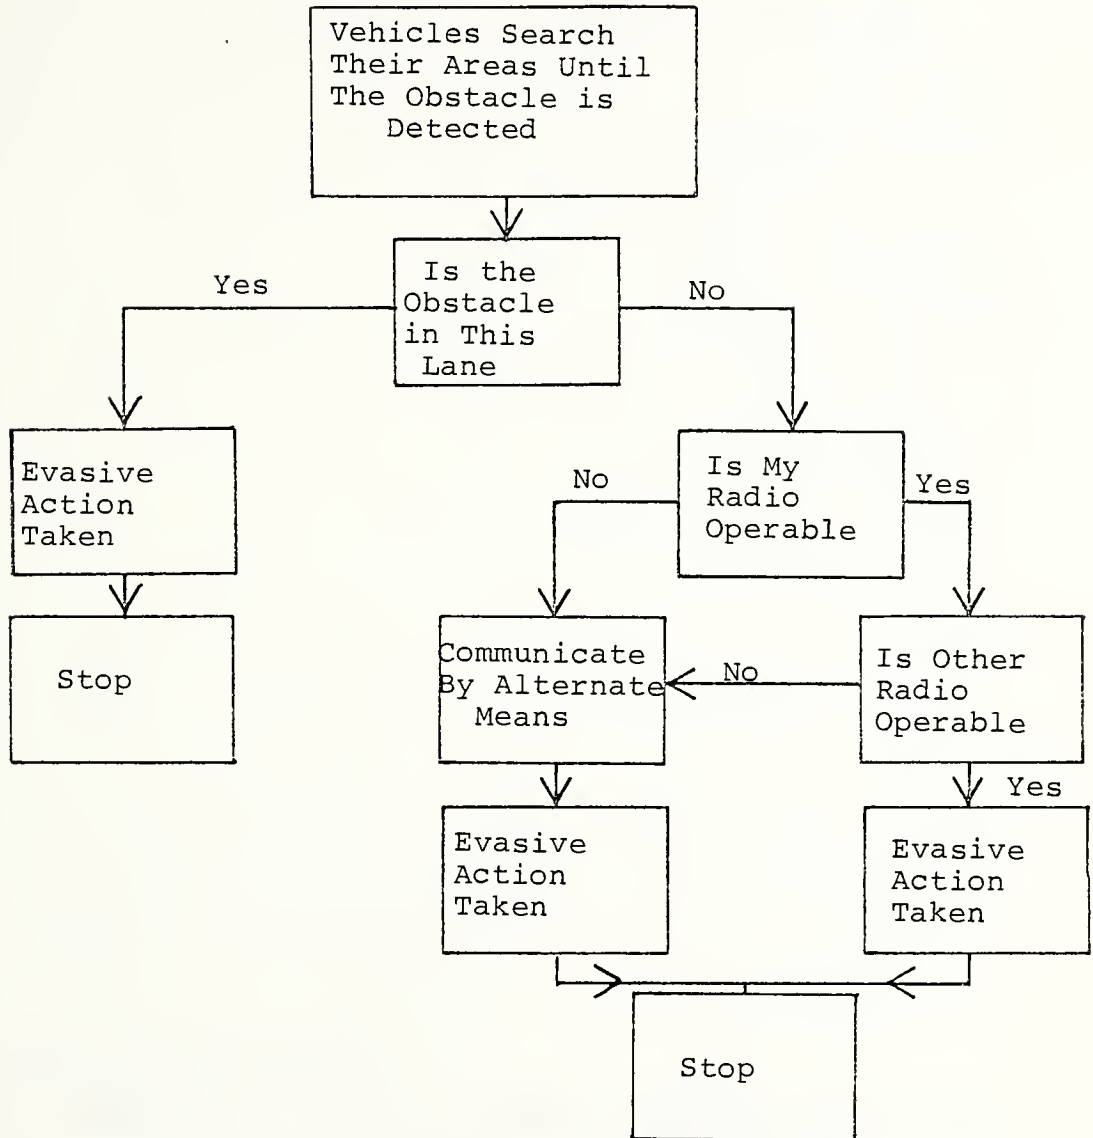 Vehicles Search
Their Areas Until
The Obstacle is
Detected
Is the
Obstacle
in This
Lane
Yes
No
Evasive
Action
Taken
Stop
Is My
Radio
Operable
No
Yes
Communicate
By Alternate
Means
No
Is Other
Radio
Operable
Yes
Evasive
Action
Taken
Evasive
Action
Taken
Stop